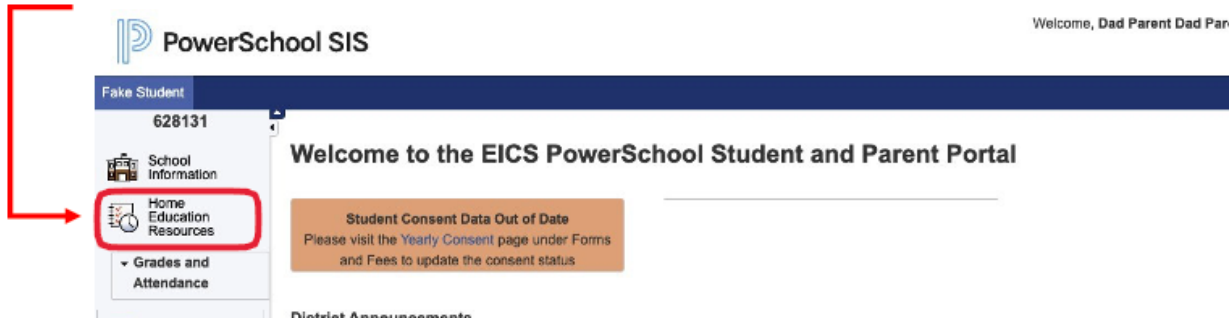 PowerSchool SIS
Welcome, Dad Parent Dad
Fake Student
628131
School
Information
Home
Education
Resources
Grades and
Attendance
Welcome to the EICS PowerSchool Student and Parent Portal
Student Consent Data Out of Date
Please visit the Yearly Consent page under Forms
and Fees to update the consent status
District Announcements